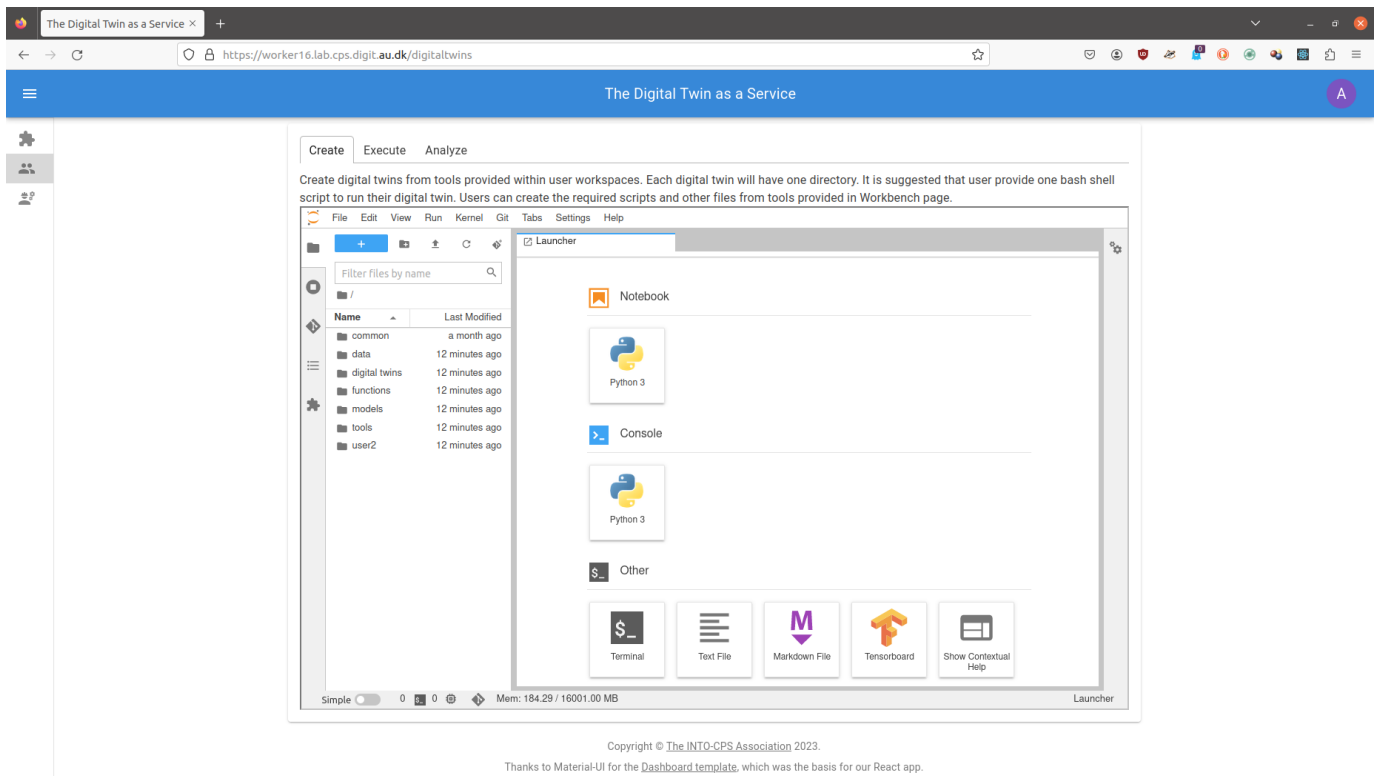 The Digital Twin as a Service
https://worker16.lab.cps.digit.au.dk/digitaltwins
0
The Digital Twin as a Service
A
Create Execute Analyze
Create digital twins from tools provided within user workspaces. Each digital twin will have one directory. It is suggested that user provide one bash shell
script to run their digital twin. Users can create the required scripts and other files from tools provided in Workbench page.
File Edit View Run Kernel Git Tabs Settings Help
+
Launcher
Filter files by name
/
Name Last Modified
common a month ago
data 12 minutes ago
digital twins 12 minutes ago
functions 12 minutes ago
models 12 minutes ago
tools 12 minutes ago
user2 12 minutes ago
Notebook
Python 3
Console
Python 3
$_ Other
$_
M
Terminal
Text File
Markdown File
Tensorboard
Show Contextual
Help
Simple 0 0 Mem: 184.29 / 16001.00 MB Launcher
Copyright © The INTO-CPS Association 2023.
Thanks to Material-UI for the Dashboard template, which was the basis for our React app.